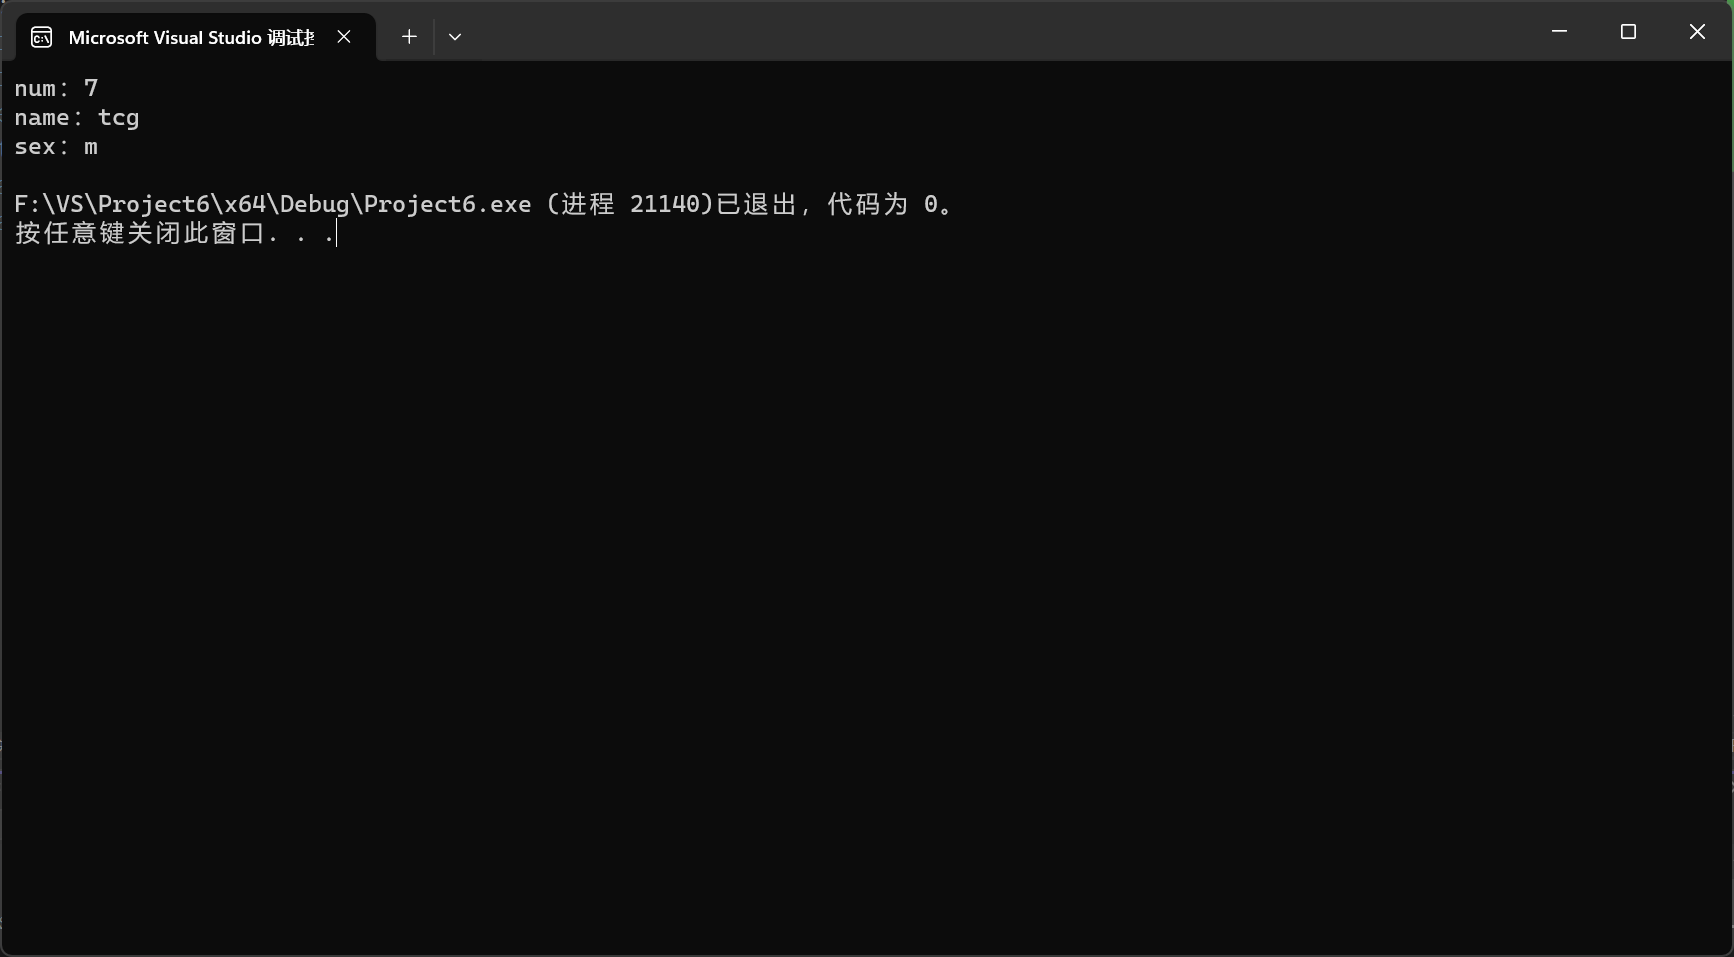 Microsoft Visual Studio 调试
num: 7
name: tcg
sex: m
F:\VS\Project6\x64\Debug\Project6.exe (进程 21140)已退出，代码为 0。
按任意键关闭此窗口. . .